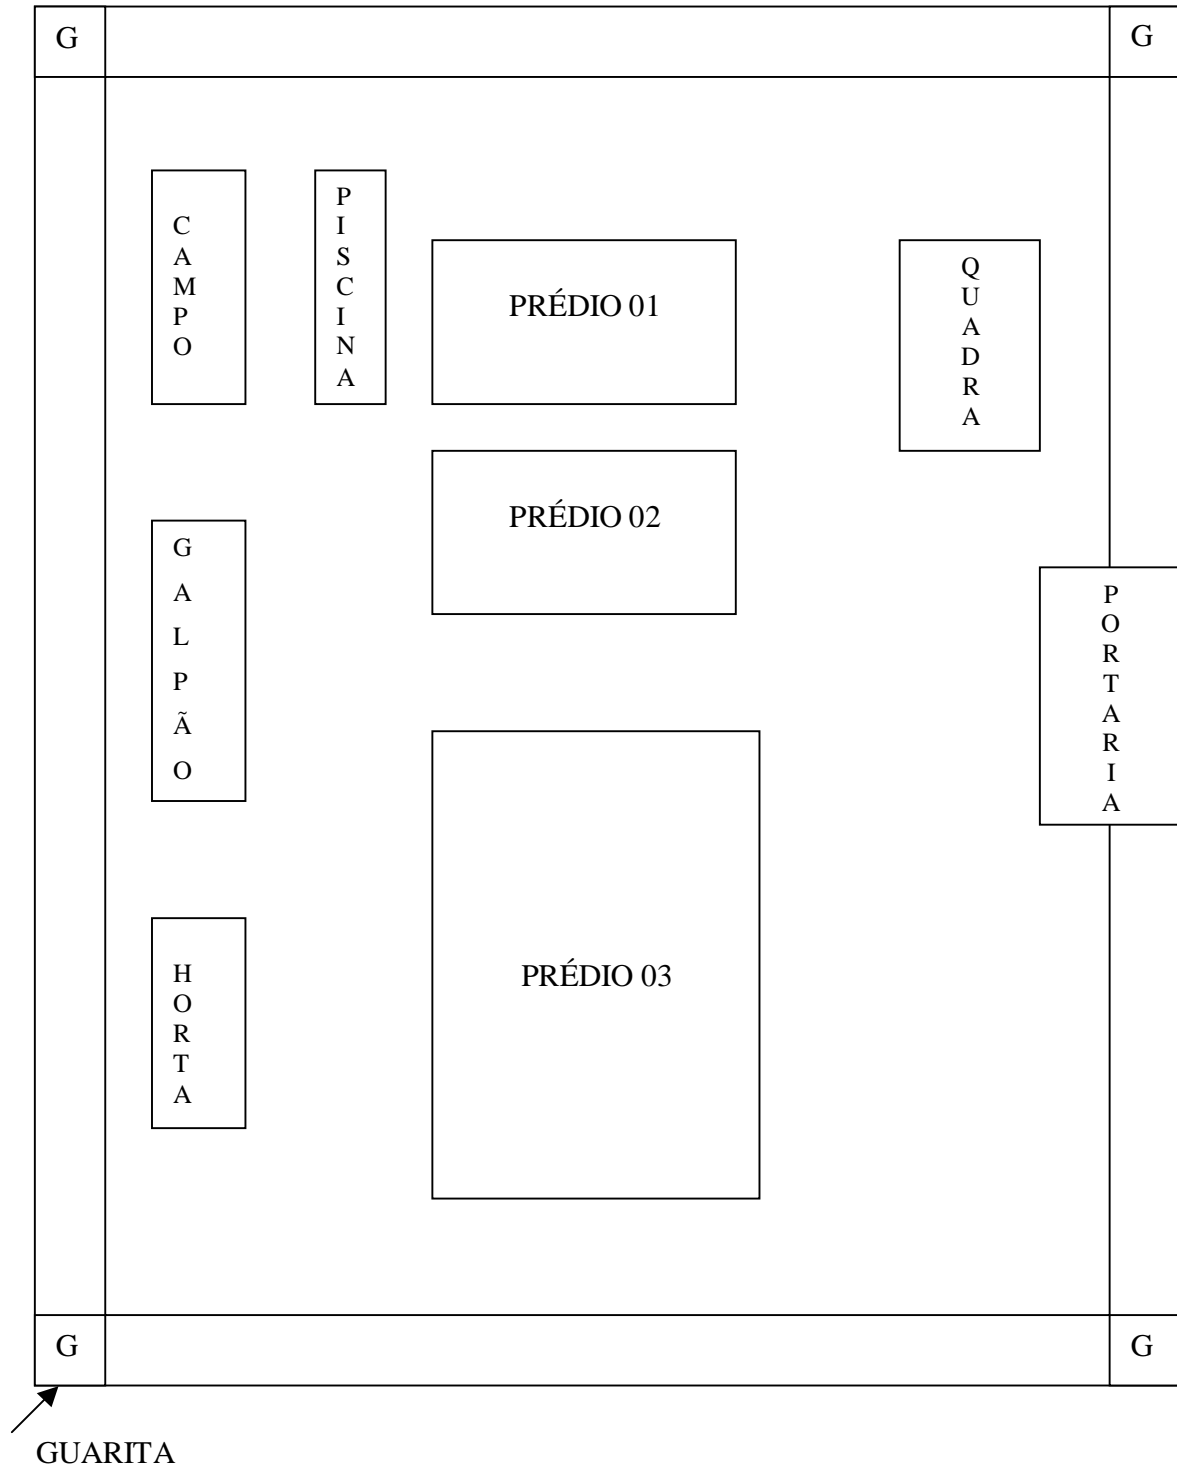 G
G
CAMPO
PISCINA
PRÉDIO 01
QUADRA
PRÉDIO 02
GALPÃO
PORTARIA
PRÉDIO 03
HORTA
G
G
GUARITA